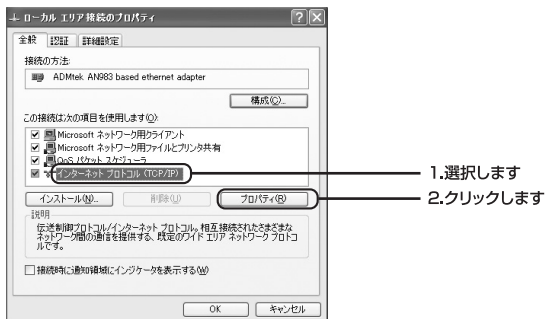 ローカル エリア接続のプロパティ
全般 認証 詳細設定
接続の方法:
ADMtek AN983 based ethernet adapter
構成(C)...
この接続は次の項目を使用します(O):
Microsoft ネットワーク用クライアント
Microsoft ネットワーク用ファイルとプリンタ共有
QoS パケット スケジューラ
インターネット プロトコル (TCP/IP)
1.選択します
インストール(N)... 削除(U) プロパティ(R)
2.クリックします
説明
伝送制御プロトコル/インターネット プロトコル。相互接続されたさまざまな
ネットワーク間の通信を提供する、既定のワイド エリア ネットワーク プロトコ
ルです。
接続時に通知領域にインジケータを表示する(W)
OK キャンセル